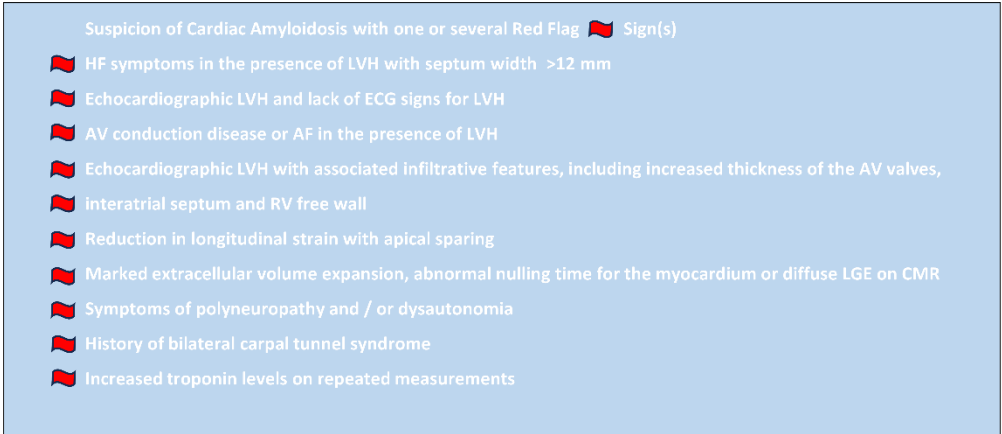 Suspicion of Cardiac Amyloidosis with one or several Red Flag Sign(s)
HF symptoms in the presence of LVH with septum width >12 mm
Echocardiographic LVH and lack of ECG signs for LVH
AV conduction disease or AF in the presence of LVH
Echocardiographic LVH with associated infiltrative features, including increased thickness of the AV valves,
interatrial septum and RV free wall
Reduction in longitudinal strain with apical sparing
Marked extracellular volume expansion, abnormal nulling time for the myocardium or diffuse LGE on CMR
Symptoms of polyneuropathy and / or dysautonomia
History of bilateral carpal tunnel syndrome
Increased troponin levels on repeated measurements